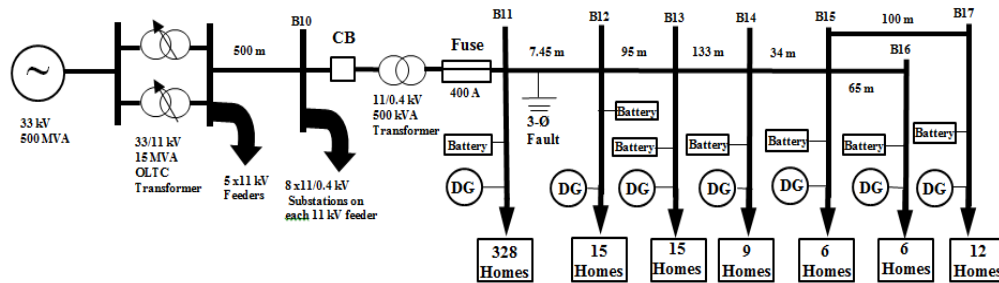 B10
B11
B12
B13
B14
B15
100 m
B17
CB
Fuse
500 m
7.45 m
95 m
133 m
34 m
B16
65 m
400 A
11/0.4 kV
500 kVA
Transformer
3-Ø
Fault
33 kV
500 MVA
33/11 kV
15 MVA
OLTC
Transformer
5 x11 kV
Feeders
8 x11/0.4 kV
Substations on
each 11 kV feeder
Battery
Battery
Battery
Battery
Battery
Battery
Battery
DG
DG
DG
DG
DG
DG
DG
328
Homes
15
Homes
15
Homes
9
Homes
6
Homes
6
Homes
12
Homes